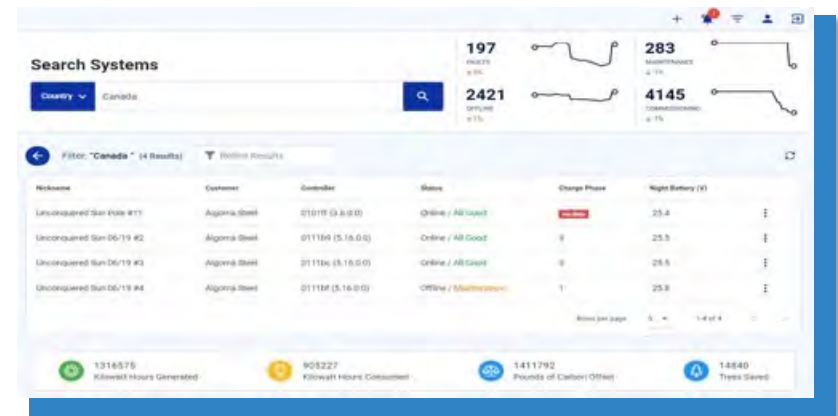 Search Systems
Country Canada
197
FAULTS
283
MAINTENANCE
2421
OFFLINE
4145
COMMISSIONING
Filter: "Canada " (4 Results) Refine Results
Nickname Customer Controller Status Charge Phase Night Battery (V)
Unconquered Sun Pole #11 Algoma Steel Online / All Good 25.4
Unconquered Sun 06/19 #2 Algoma Steel 0111b9 (5.16.0.0) Online / All Good 0 25.5
Unconquered Sun 06/19 #3 Algoma Steel 0111bc (5.16.0.0) Online / All Good 0 25.5
Unconquered Sun 06/19 #4 Algoma Steel 0111bf (5.16.0.0) Offline / Maintenance 1 25.8
Rows per page 5 1-4 of 4
1316575
Kilowatt Hours Generated
905227
Kilowatt Hours Consumed
1411792
Pounds of Carbon Offset
14840
Trees Saved